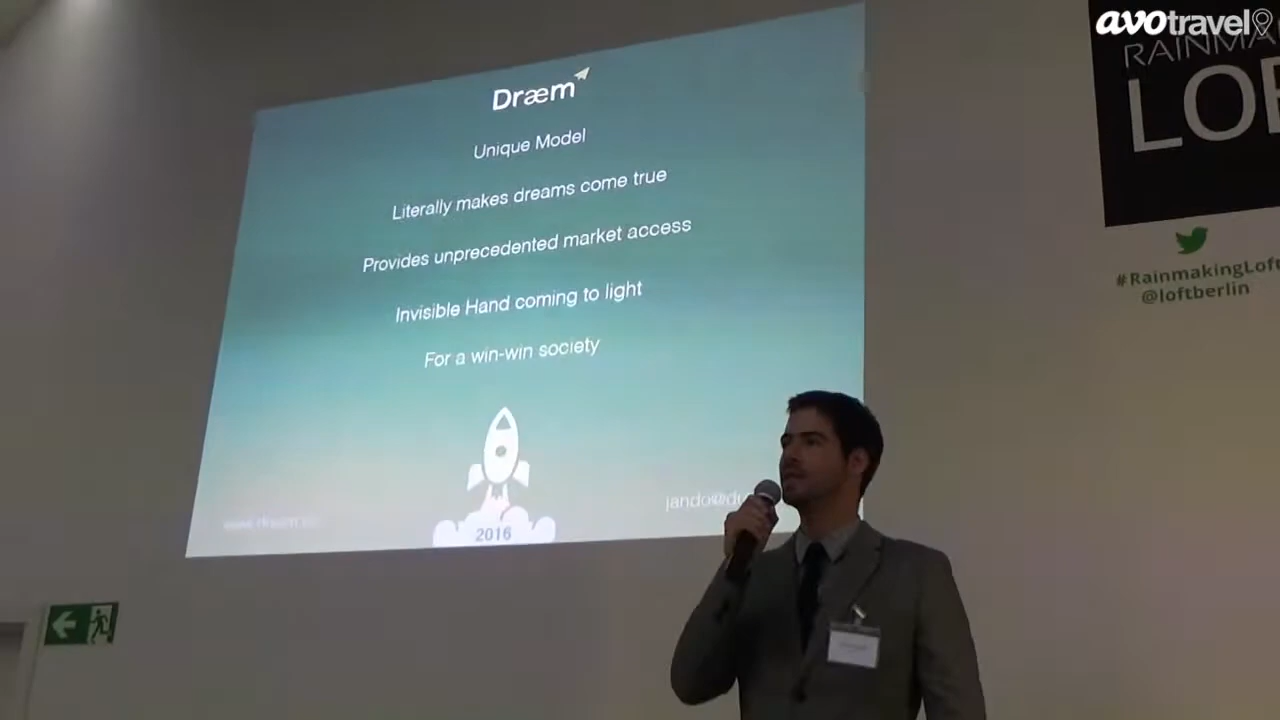 avotravel
RAINMA
LOF
Dræm
Unique Model
Literally makes dreams come true
Provides unprecedented market access
Invisible Hand coming to light
For a win-win society
2016
#RainmakingLoft
@loftberlin